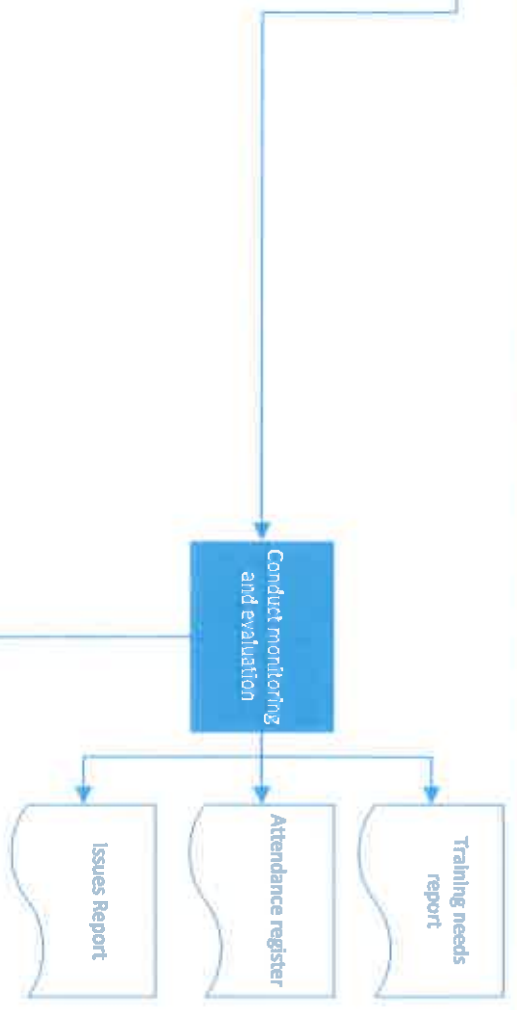 Conduct monitoring
and evaluation
Training needs
report
Attendance register
Issues Report